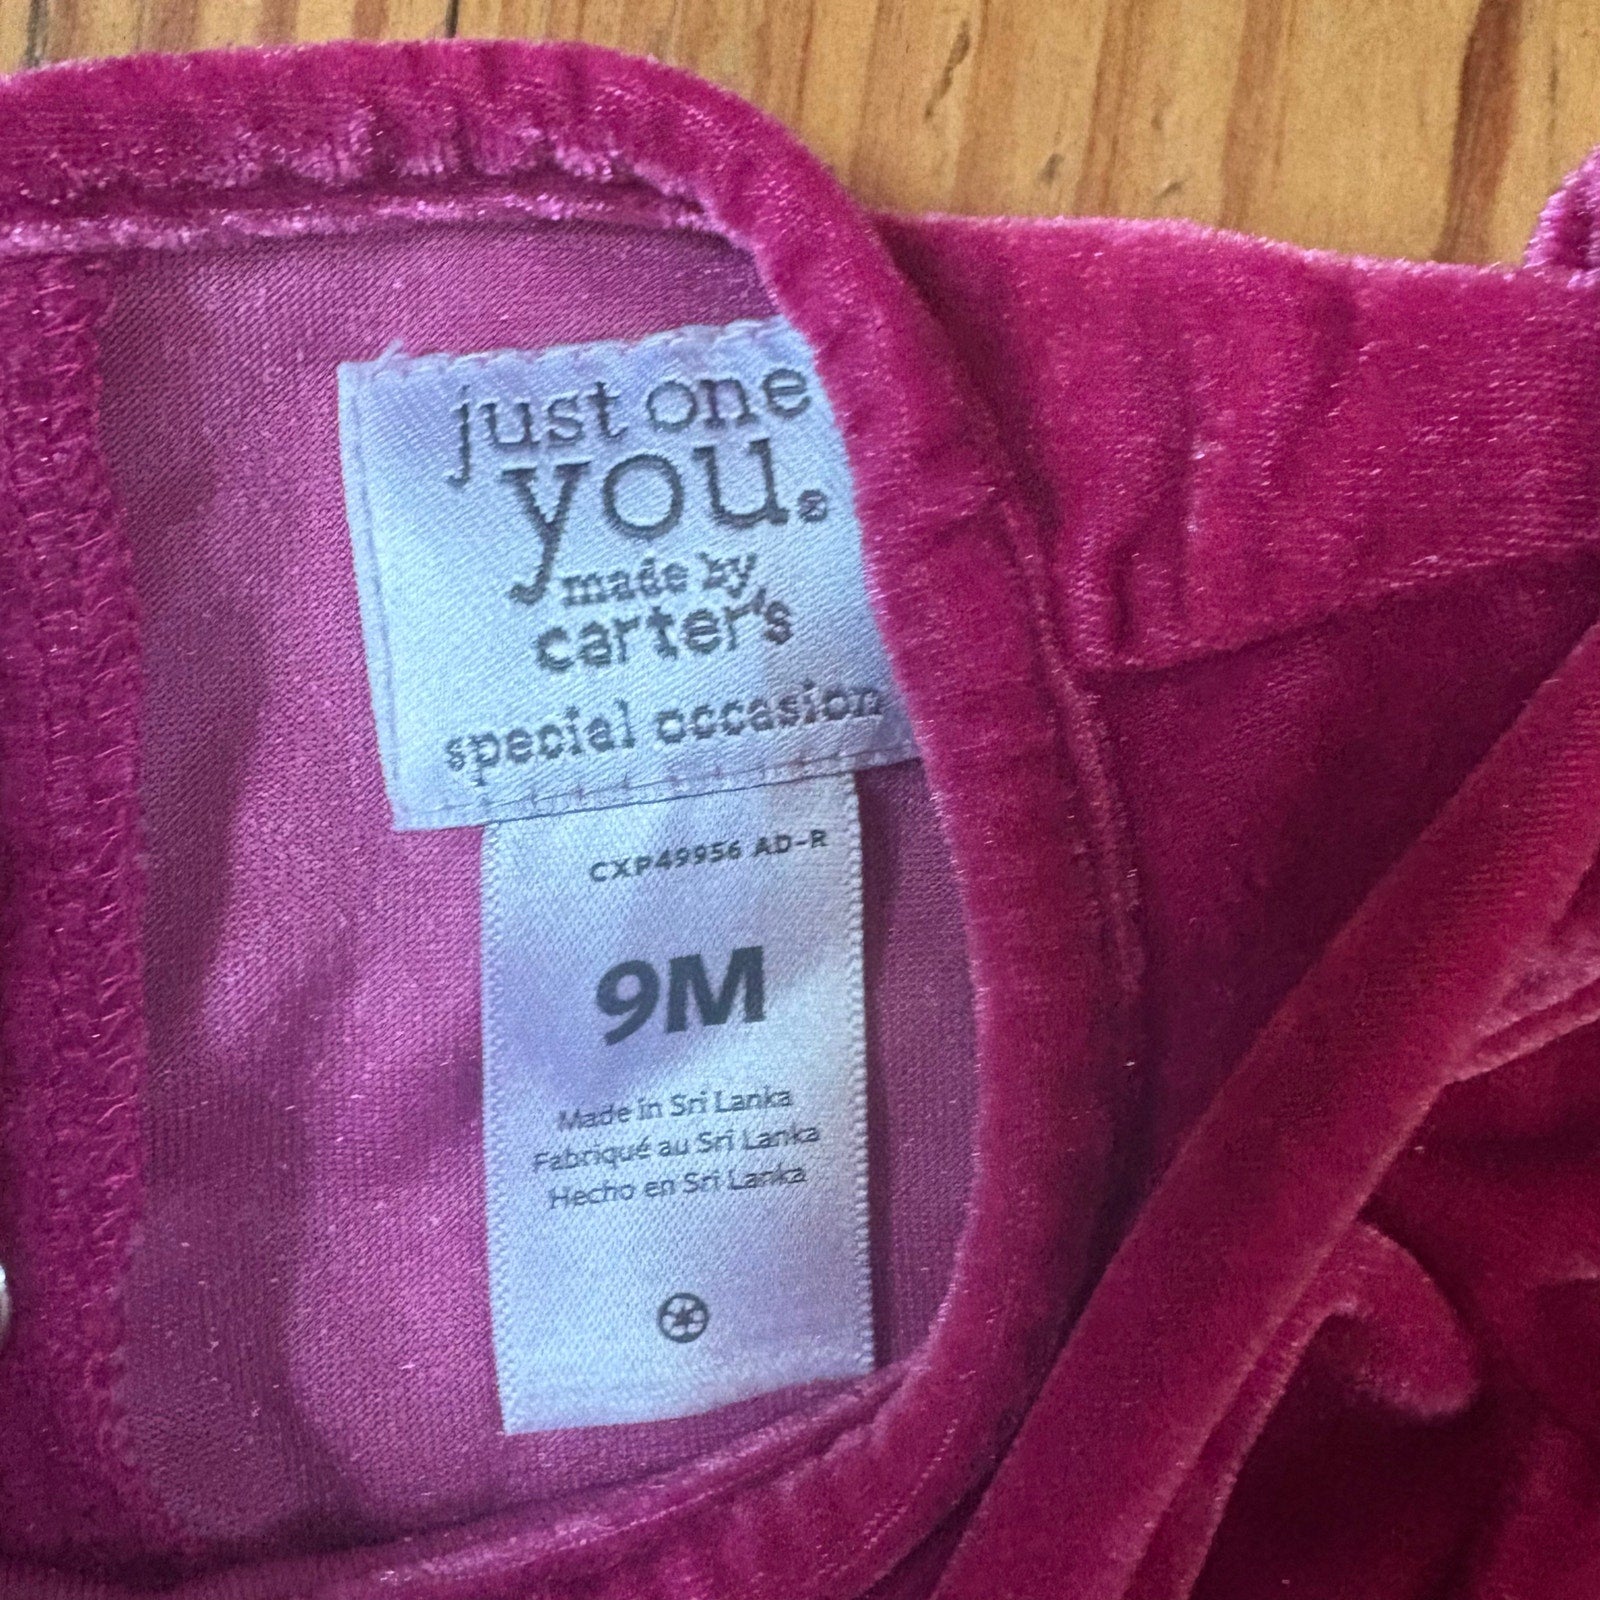 just one
you®
made by
carter's
special occasion
CXP49956 AD-R
9M
Made in Sri Lanka
Fabriqué au Sri Lanka
Hecho en Sri Lanka